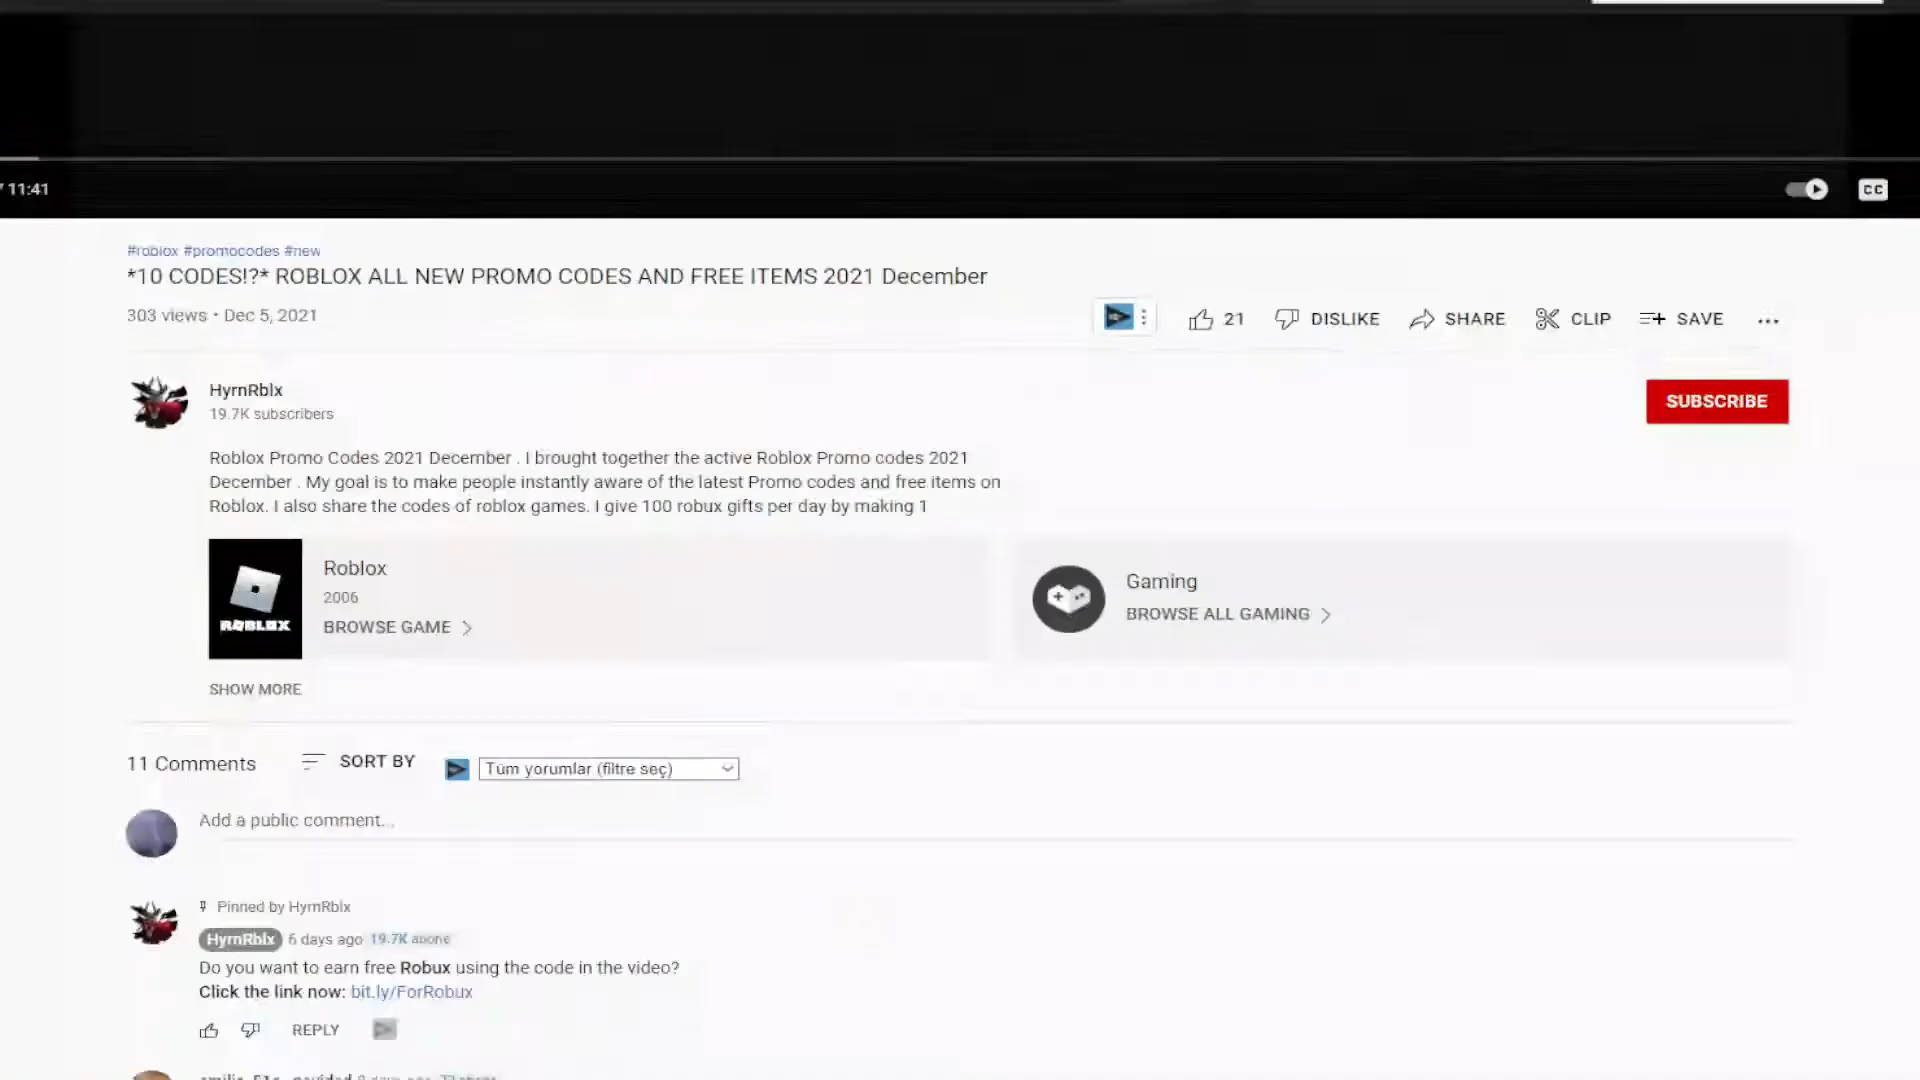 11:41
CC
#roblox #promocodes #new
*10 CODES!?* ROBLOX ALL NEW PROMO CODES AND FREE ITEMS 2021 December
303 views • Dec 5, 2021
21 DISLIKE SHARE CLIP SAVE ...
HyrnRblx
19.7K subscribers
SUBSCRIBE
Roblox Promo Codes 2021 December . I brought together the active Roblox Promo codes 2021
December . My goal is to make people instantly aware of the latest Promo codes and free items on
Roblox. I also share the codes of roblox games. I give 100 robux gifts per day by making 1
ROBLOX
Roblox
2006
BROWSE GAME
Gaming
BROWSE ALL GAMING
SHOW MORE
11 Comments SORT BY Tüm yorumlar (filtre seç)
Add a public comment...
Pinned by HyrnRblx
HyrnRblx 6 days ago 19.7K abone
Do you want to earn free Robux using the code in the video?
Click the link now: bit.ly/ForRobux
REPLY